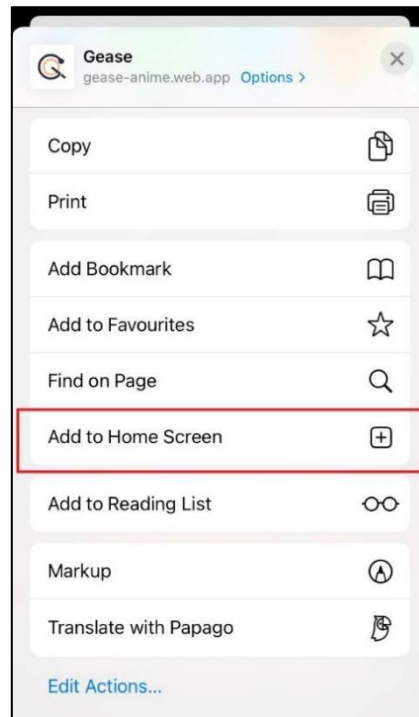 Gease
gease-anime.web.app Options >
Copy
Print
Add Bookmark
Add to Favourites
Find on Page
Add to Home Screen
Add to Reading List
Markup
Translate with Papago
Edit Actions...